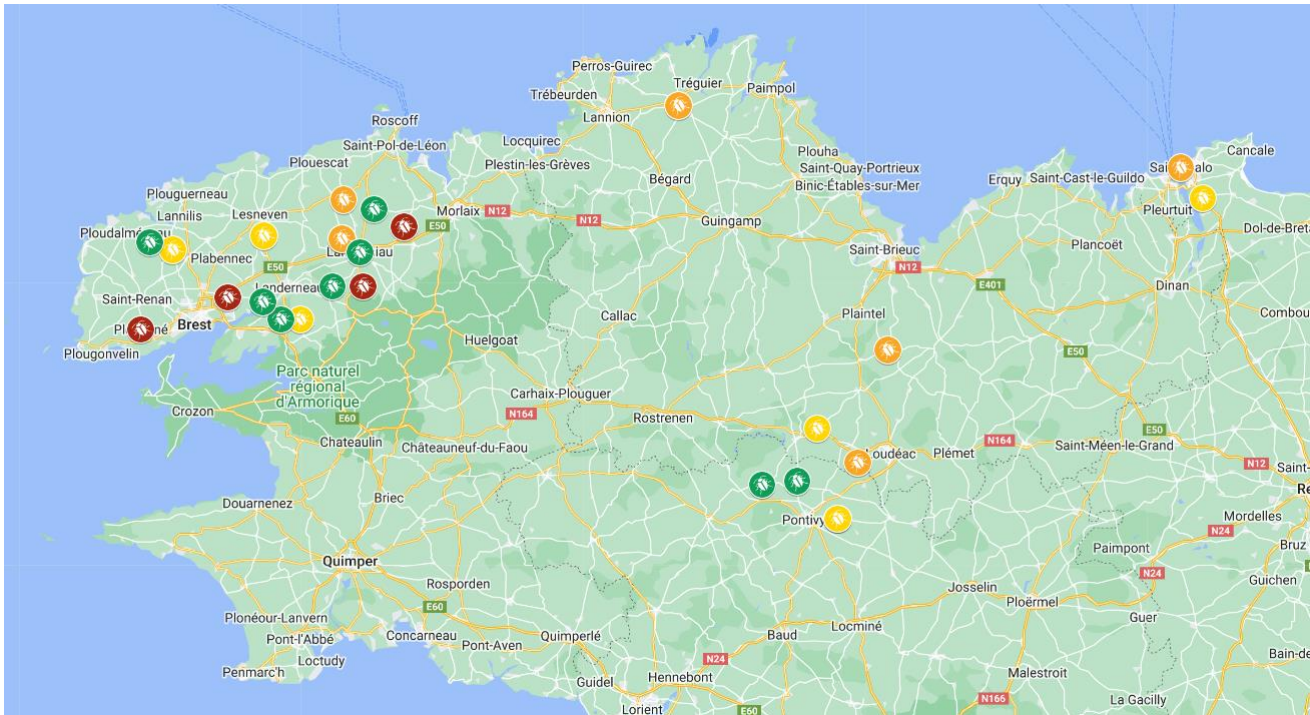 Perros-Guirec
Trébeurden
Tréguier
Paimpol
Lannion
Roscoff
Saint-Pol-de-Léon
Locquirec
Plouescat
Plestin-les-Grèves
Plouha
Saint-Quay-Portrieux
Binic-Étables-sur-Mer
Bégard
Erquy
Saint-Cast-le-Guildo
Cancale
Pleurtuit
Plouguerneau
Lannilis
Lesneven
Morlaix
N12
E50
N12
Guingamp
Dol-de-Breta
Plancoët
Plabennec
E50
Saint-Brieuc
N12
E401
Dinan
Saint-Renan
Landerneau
Brest
Plougonvelin
Callac
Plaintel
Combou
Huelgoat
E50
Parc naturel
régional
d'Armorique
Crozon
E60
Carhaix-Plouguer
N164
Rostrenen
Chateaulin
Châteauneuf-du-Faou
Loudéac
Plémet
N164
Saint-Méen-le-Grand
E50
N12
Saint-
Briec
Douarnenez
Pontivy
Mordelles
N24
Bruz
Paimpont
N24
Guichen
Quimper
Rosporden
Josselin
Ploërmel
Guer
E60
Plonéour-Lanvern
Pont-l'Abbé
Concarneau
Pont-Aven
Quimperlé
Baud
Locminé
Loctudy
Penmarc'h
N24
Guidel
Hennebont
Malestroit
Bain-de
Lorient
E60
N166
La Gacilly